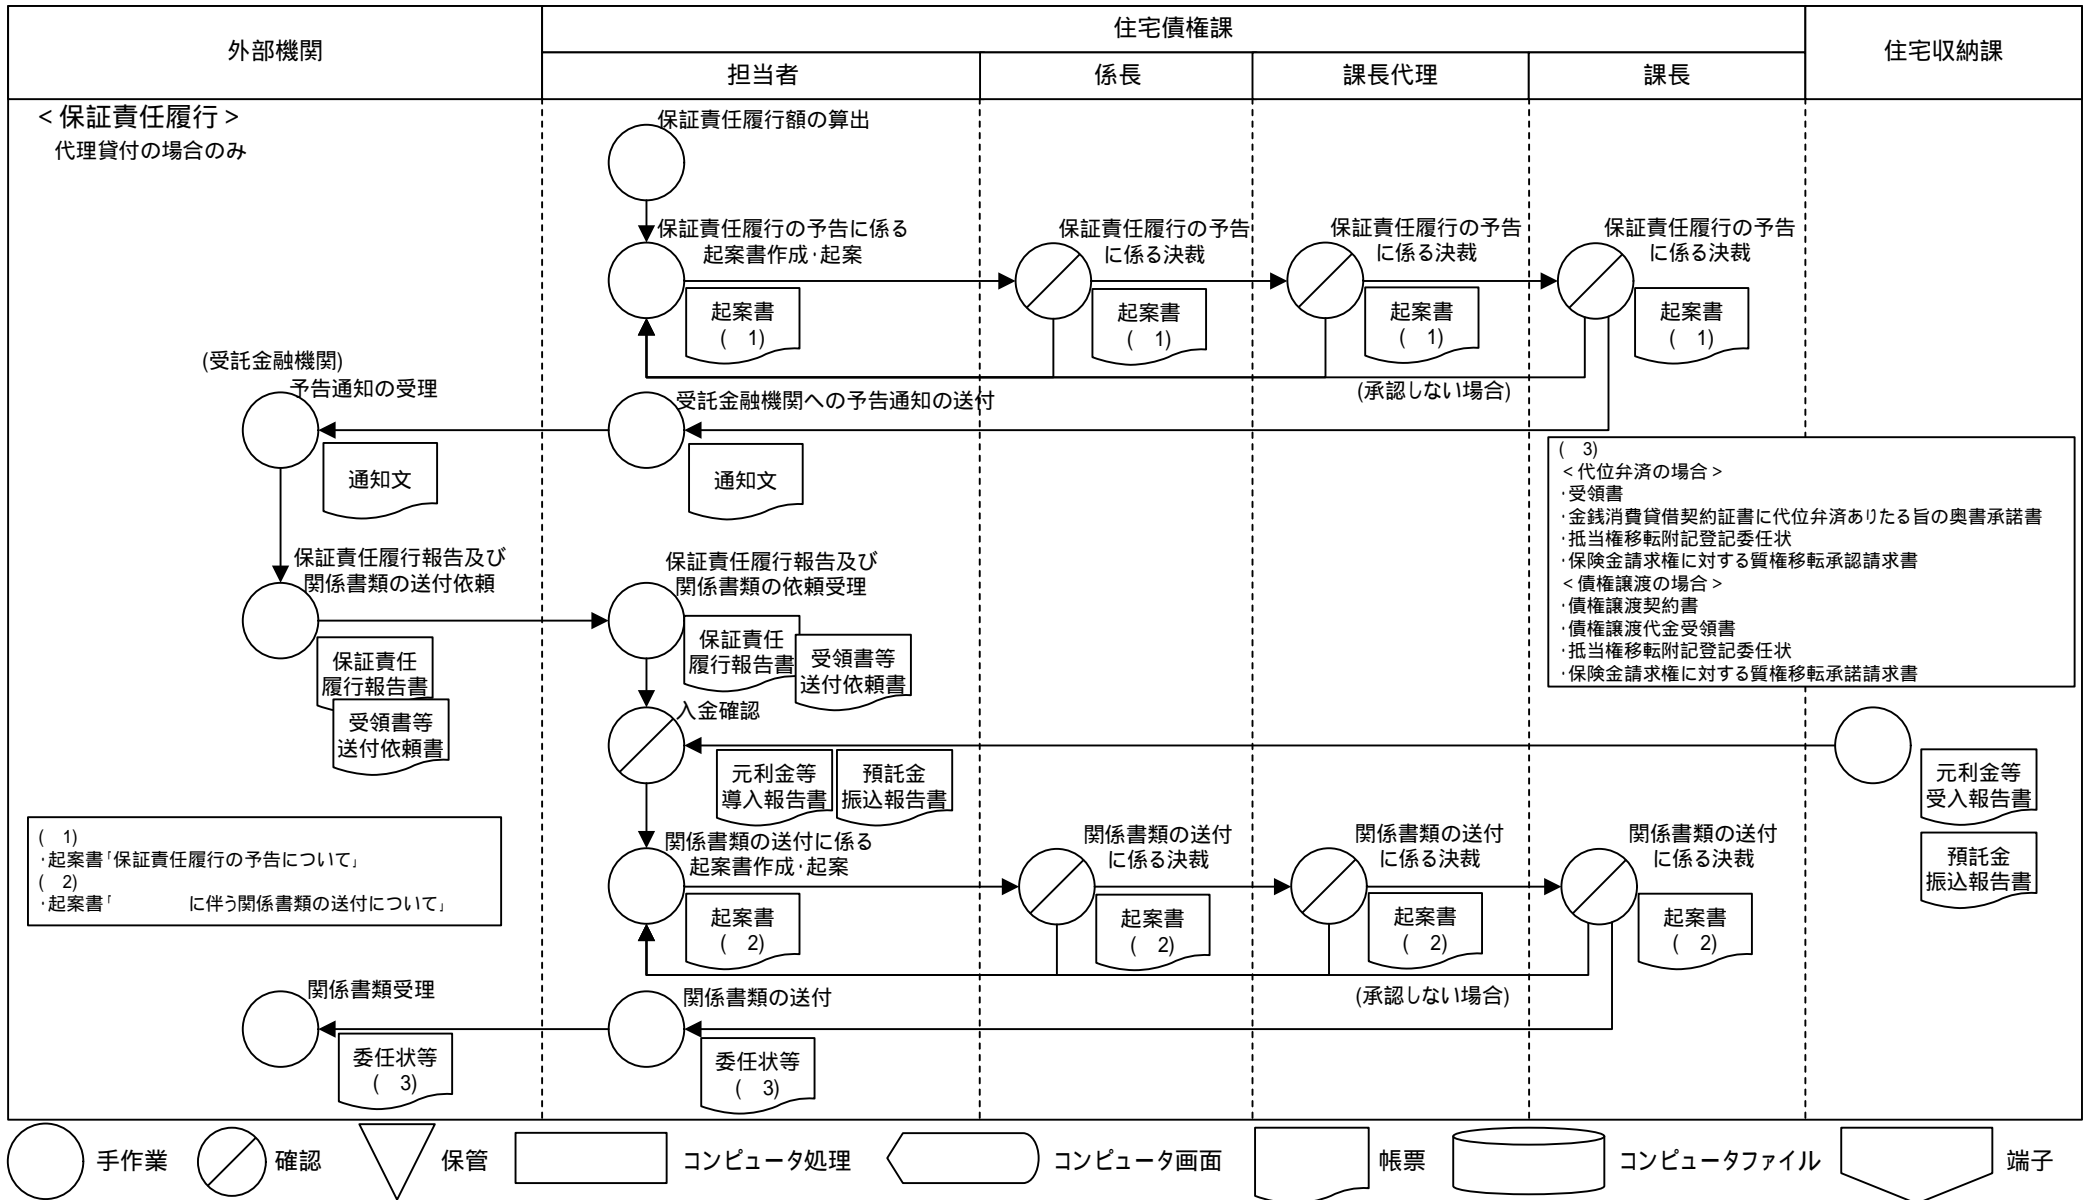 外部機関
住宅債権課
住宅収納課
担当者
係長
課長代理
課長
<保証責任履行>
代理貸付の場合のみ
保証責任履行額の算出
保証責任履行の予告に係る
起案書作成・起案
起案書
( 1)
保証責任履行の予告
に係る決裁
起案書
( 1)
保証責任履行の予告
に係る決裁
起案書
( 1)
保証責任履行の予告
に係る決裁
起案書
( 1)
(承認しない場合)
(受託金融機関)
予告通知の受理
通知文
受託金融機関への予告通知の送付
通知文
( 3)
<代位弁済の場合>
・受領書
・金銭消費貸借契約証書に代位弁済ありたる旨の奥書承諾書
・抵当権移転附記登記委任状
・保険金請求権に対する質権移転承認請求書
<債権譲渡の場合>
・債権譲渡契約書
・債権譲渡代金受領書
・抵当権移転附記登記委任状
・保険金請求権に対する質権移転承諾請求書
保証責任履行報告及び
関係書類の送付依頼
保証責任
履行報告書
受領書等
送付依頼書
保証責任履行報告及び
関係書類の依頼受理
保証責任
履行報告書
受領書等
送付依頼書
入金確認
元利金等
導入報告書
預託金
振込報告書
元利金等
受入報告書
預託金
振込報告書
( 1)
・起案書「保証責任履行の予告について」
( 2)
・起案書「 に伴う関係書類の送付について」
関係書類の送付に係る
起案書作成・起案
起案書
( 2)
関係書類の送付
に係る決裁
起案書
( 2)
関係書類の送付
に係る決裁
起案書
( 2)
関係書類の送付
に係る決裁
起案書
( 2)
(承認しない場合)
関係書類受理
委任状等
( 3)
関係書類の送付
委任状等
( 3)
手作業
確認
保管
コンピュータ処理
コンピュータ画面
帳票
コンピュータファイル
端子